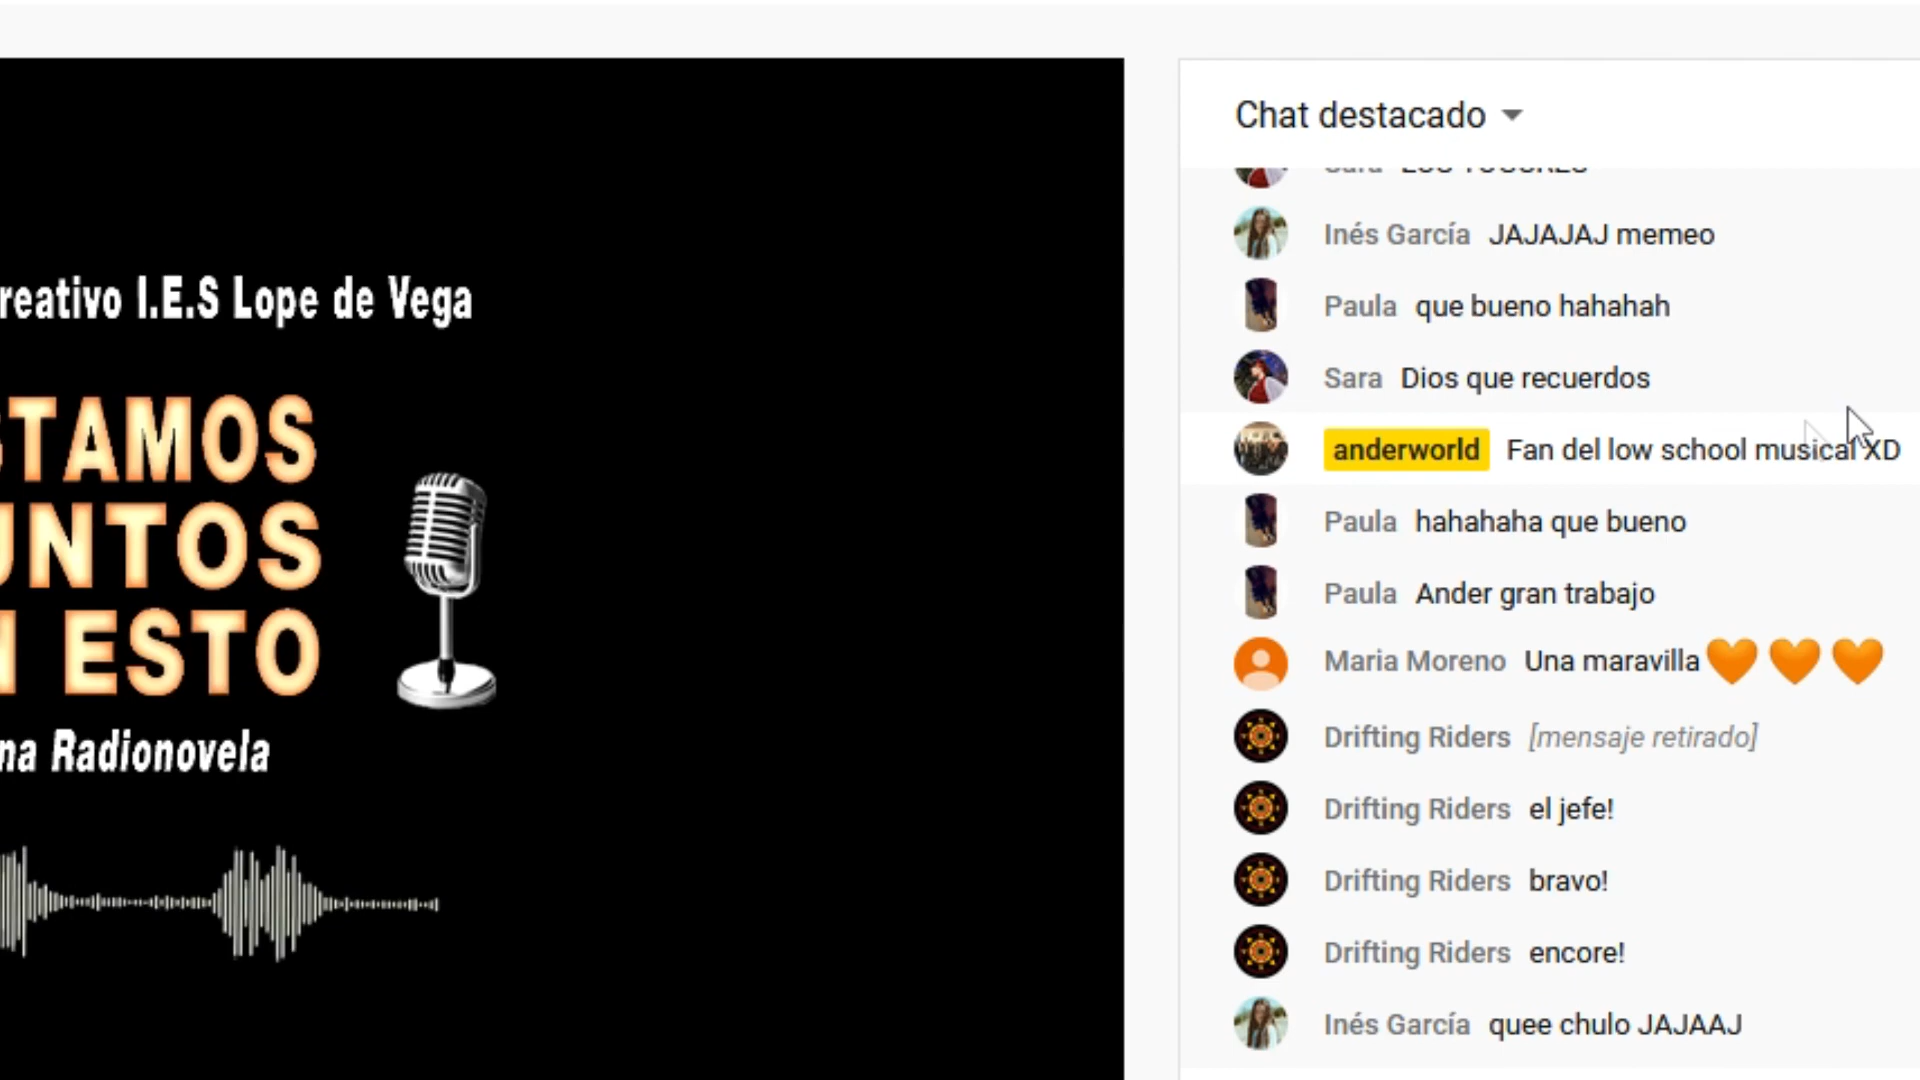 reativo I.E.S Lope de Vega
STAMOS
UNTOS
ESTO
na Radionovela
Chat destacado
Sara
Inés García JAJAJAJ memeo
Paula que bueno hahahah
Sara Dios que recuerdos
anderworld Fan del low school musical XD
Paula hahahaha que bueno
Paula Ander gran trabajo
Maria Moreno Una maravilla 🧡 🧡 🧡
Drifting Riders [mensaje retirado]
Drifting Riders el jefe!
Drifting Riders bravo!
Drifting Riders encore!
Inés García quee chulo JAJAAJ